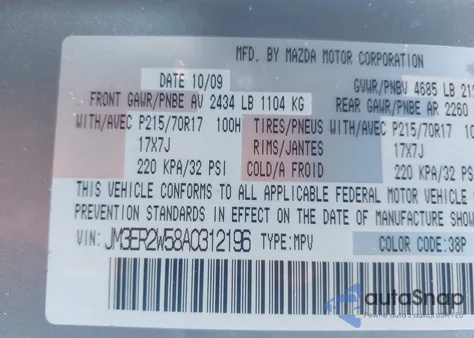 MFD. BY MAZDA MOTOR CORPORATION
DATE 10/09
GVWR/PNBV 4685 LB
FRONT GAWR/PNBE AV 2434 LB 1104 KG
REAR GAWR/PNBE AR 2260
WITH/AVEC P215/70R17 100H TIRES/PNEUS WITH/AVEC P215/70R17
17X7J RIMS/JANTES 17X7J
220 KPA/32 PSI COLD/A FROID 220 KPA/32 PSI
THIS VEHICLE CONFORMS TO ALL APPLICABLE FEDERAL MOTOR VEHICLE
PREVENTION STANDARDS IN EFFECT ON THE DATE OF MANUFACTURE SHOWN
VIN: JM3ER2W58A0312196 TYPE:MPV COLOR CODE:38P
autoSnap